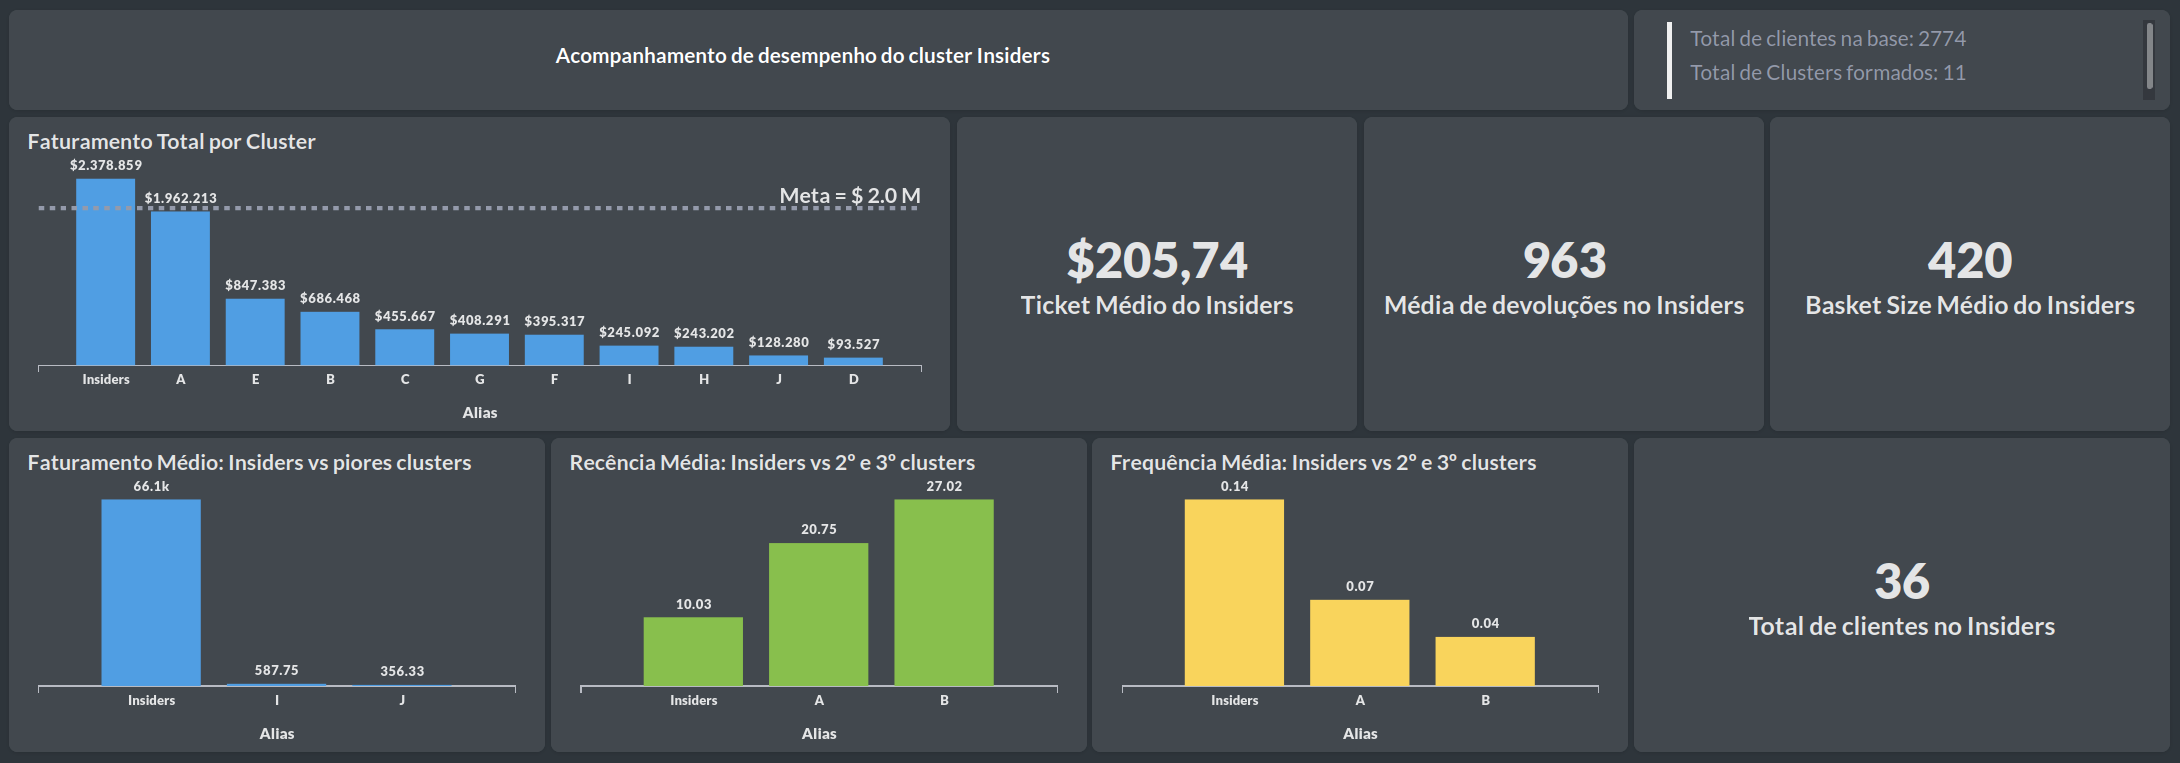 Acompanhamento de desempenho do cluster Insiders
Total de clientes na base: 2774
Total de Clusters formados: 11
Faturamento Total por Cluster
$2.378.859
$1.962.213
Meta = $ 2.0 M
$847.383
$686.468
$455.667
$408.291
$395.317
$245.092
$243.202
$128.280
$93.527
Insiders
A
E
B
C
G
F
I
H
J
D
Alias
$205,74
Ticket Médio do Insiders
963
Média de devoluções no Insiders
420
Basket Size Médio do Insiders
Faturamento Médio: Insiders vs piores clusters
66.1k
587.75
356.33
Insiders
I
J
Alias
Recência Média: Insiders vs 2º e 3º clusters
10.03
20.75
27.02
Insiders
A
B
Alias
Frequência Média: Insiders vs 2º e 3º clusters
0.14
0.07
0.04
Insiders
A
B
Alias
36
Total de clientes no Insiders